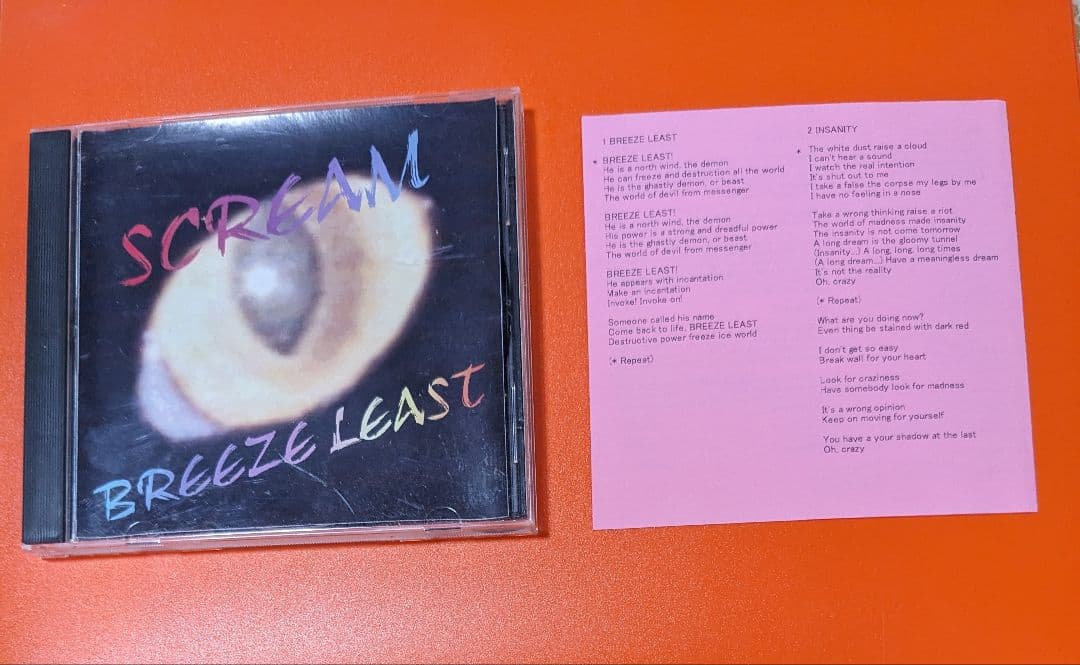 SCREAM
BREEZE LEAST
1 BREEZE LEAST
* BREEZE LEAST!
He is a north wind, the demon
He can freeze and destruction all the world
He is the ghastly demon, or beast
The world of devil from messenger
BREEZE LEAST!
He is a north wind, the demon
His power is a strong and dreadful power
He is the ghastly demon, or beast
The world of devil from messenger
BREEZE LEAST!
He appears with incantation
Make an incantation
Invoke! Invoke on!
Someone called his name
Come back to life, BREEZE LEAST
Destructive power freeze ice world
(* Repeat)
2 INSANITY
* The white dust raise a cloud
I can't hear a sound
I watch the real intention
It's shut out to me
I take a false the corpse my legs by me
I have no feeling in a nose
Take a wrong thinking raise a riot
The world of madness made insanity
The insanity is not come tomorrow
A long dream is the gloomy tunnel
(Insanity...) A long, long, long times
(A long dream...) Have a meaningless dream
It's not the reality
Oh, crazy
(* Repeat)
What are you doing now?
Even thing be stained with dark red
I don't get so easy
Break wall for your heart
Look for craziness
Have somebody look for madness
It's a wrong opinion
Keep on moving for yourself
You have a your shadow at the last
Oh, crazy